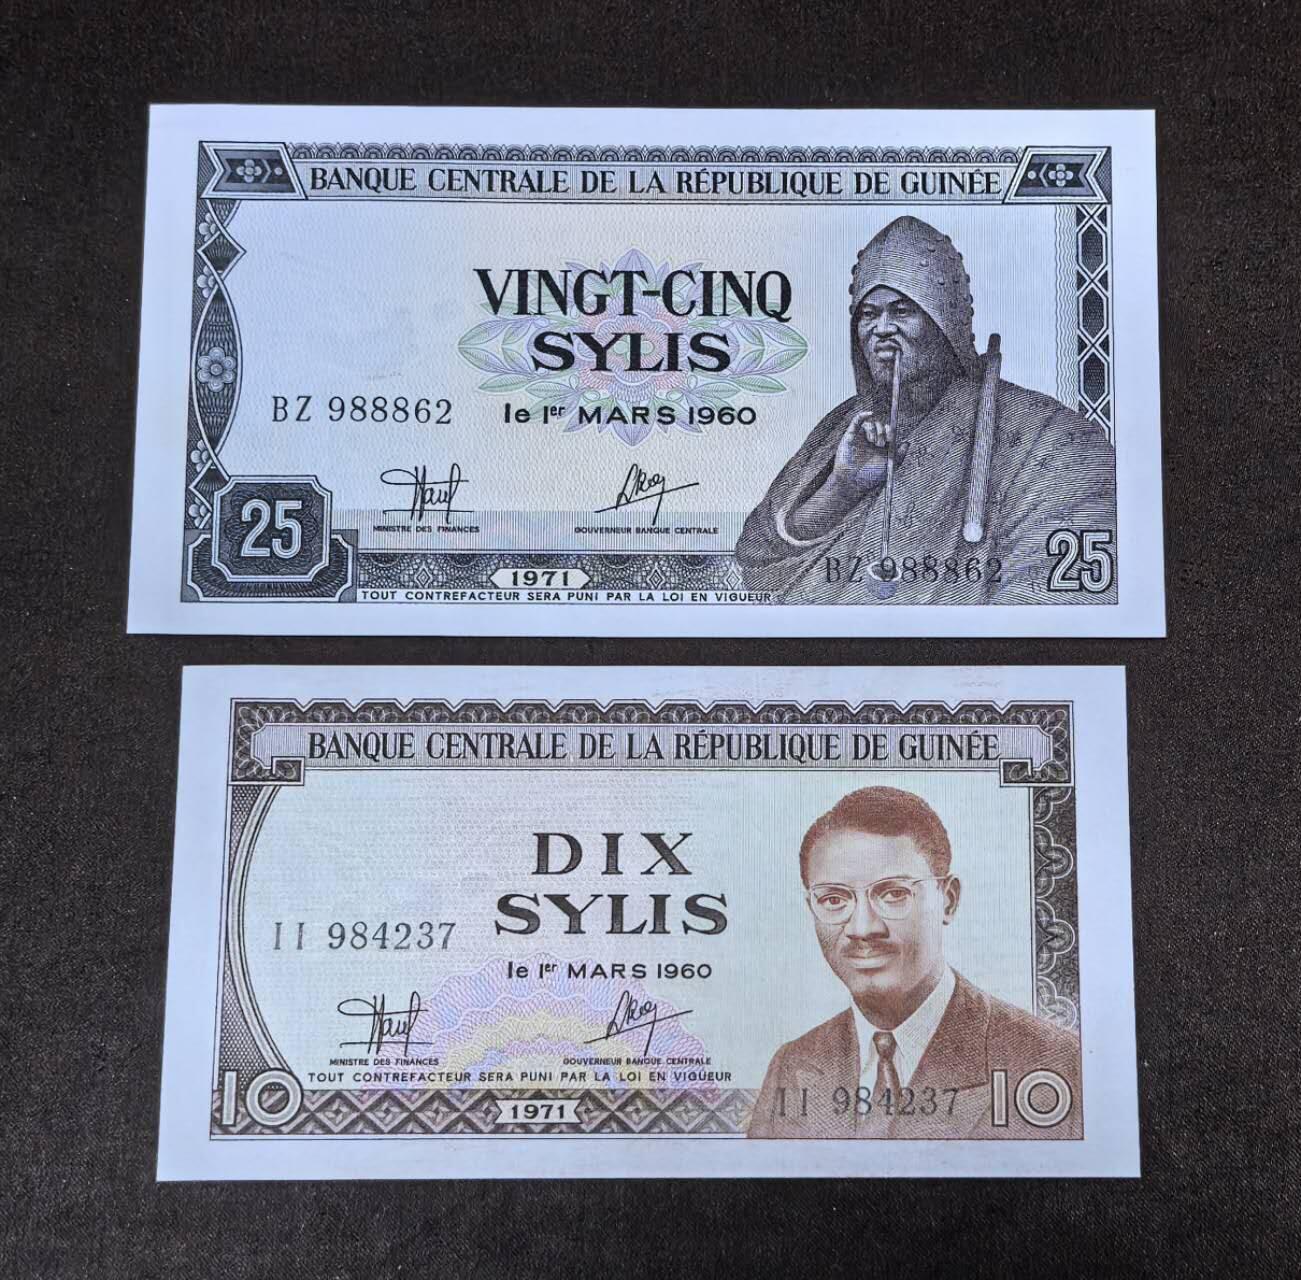 BANQUE CENTRALE DE LA RÉPUBLIQUE DE GUINÉE
VINGT-CINQ
SYLIS
BZ 988862
le 1er MARS 1960
MINISTRE DES FINANCES
GOUVERNEUR BANQUE CENTRALE
25
BZ 988862
25
1971
TOUT CONTREFACTEUR SERA PUNI PAR LA LOI EN VIGUEUR
BANQUE CENTRALE DE LA RÉPUBLIQUE DE GUINÉE
DIX
SYLIS
II 984237
le 1er MARS 1960
MINISTRE DES FINANCES
GOUVERNEUR BANQUE CENTRALE
TOUT CONTREFACTEUR SERA PUNI PAR LA LOI EN VIGUEUR
10
1971
II 984237
10